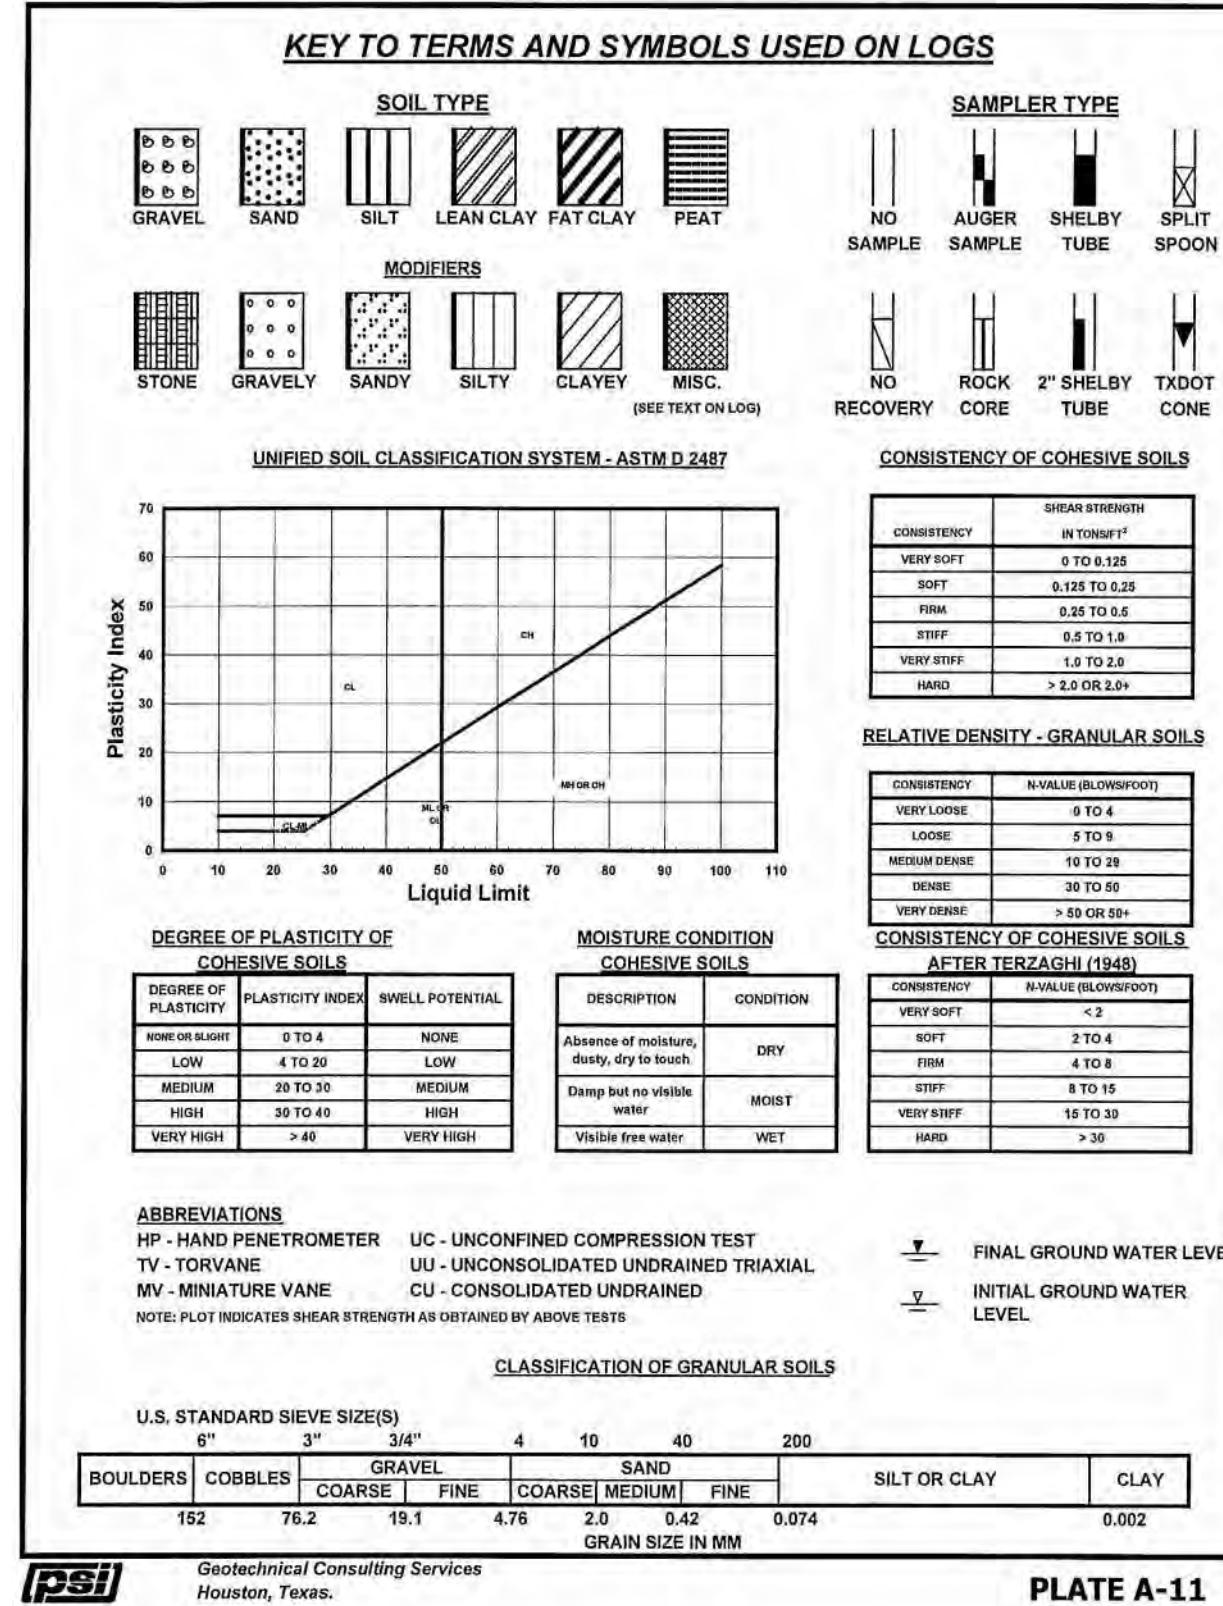 KEY TO TERMS AND SYMBOLS USED ON LOGS
SOIL TYPE
GRAVEL SAND SILT LEAN CLAY FAT CLAY PEAT
MODIFIERS
STONE GRAVELY SANDY SILTY CLAYEY MISC.
(SEE TEXT ON LOG)
SAMPLER TYPE
NO SAMPLE AUGER SAMPLE SHELBY TUBE SPLIT SPOON
NO RECOVERY ROCK CORE 2" SHELBY TUBE TXDOT CONE
UNIFIED SOIL CLASSIFICATION SYSTEM - ASTM D 2487
Plasticity Index
70
60
50
40
30
20
10
0
CH
CL
MH OR OH
ML OR
OL
CL-ML
0 10 20 30 40 50 60 70 80 90 100 110
Liquid Limit
CONSISTENCY OF COHESIVE SOILS
CONSISTENCY SHEAR STRENGTH IN TONS/FT²
VERY SOFT 0 TO 0.125
SOFT 0.125 TO 0.25
FIRM 0.25 TO 0.5
STIFF 0.5 TO 1.0
VERY STIFF 1.0 TO 2.0
HARD > 2.0 OR 2.0+
RELATIVE DENSITY - GRANULAR SOILS
CONSISTENCY N-VALUE (BLOWS/FOOT)
VERY LOOSE 0 TO 4
LOOSE 5 TO 9
MEDIUM DENSE 10 TO 29
DENSE 30 TO 50
VERY DENSE > 50 OR 50+
DEGREE OF PLASTICITY OF
COHESIVE SOILS
DEGREE OF PLASTICITY PLASTICITY INDEX SWELL POTENTIAL
NONE OR SLIGHT 0 TO 4 NONE
LOW 4 TO 20 LOW
MEDIUM 20 TO 30 MEDIUM
HIGH 30 TO 40 HIGH
VERY HIGH > 40 VERY HIGH
MOISTURE CONDITION
COHESIVE SOILS
DESCRIPTION CONDITION
Absence of moisture, dusty, dry to touch DRY
Damp but no visible water MOIST
Visible free water WET
CONSISTENCY OF COHESIVE SOILS
AFTER TERZAGHI (1948)
CONSISTENCY N-VALUE (BLOWS/FOOT)
VERY SOFT < 2
SOFT 2 TO 4
FIRM 4 TO 8
STIFF 8 TO 15
VERY STIFF 15 TO 30
HARD > 30
ABBREVIATIONS
HP - HAND PENETROMETER UC - UNCONFINED COMPRESSION TEST
TV - TORVANE UU - UNCONSOLIDATED UNDRAINED TRIAXIAL
MV - MINIATURE VANE CU - CONSOLIDATED UNDRAINED
NOTE: PLOT INDICATES SHEAR STRENGTH AS OBTAINED BY ABOVE TESTS
FINAL GROUND WATER LEVE
INITIAL GROUND WATER
LEVEL
CLASSIFICATION OF GRANULAR SOILS
U.S. STANDARD SIEVE SIZE(S)
6" 3" 3/4" 4 10 40 200
BOULDERS COBBLES GRAVEL SAND SILT OR CLAY CLAY
COARSE FINE COARSE MEDIUM FINE
152 76.2 19.1 4.76 2.0 0.42 0.074 0.002
GRAIN SIZE IN MM
psi
Geotechnical Consulting Services
Houston, Texas.
PLATE A-11